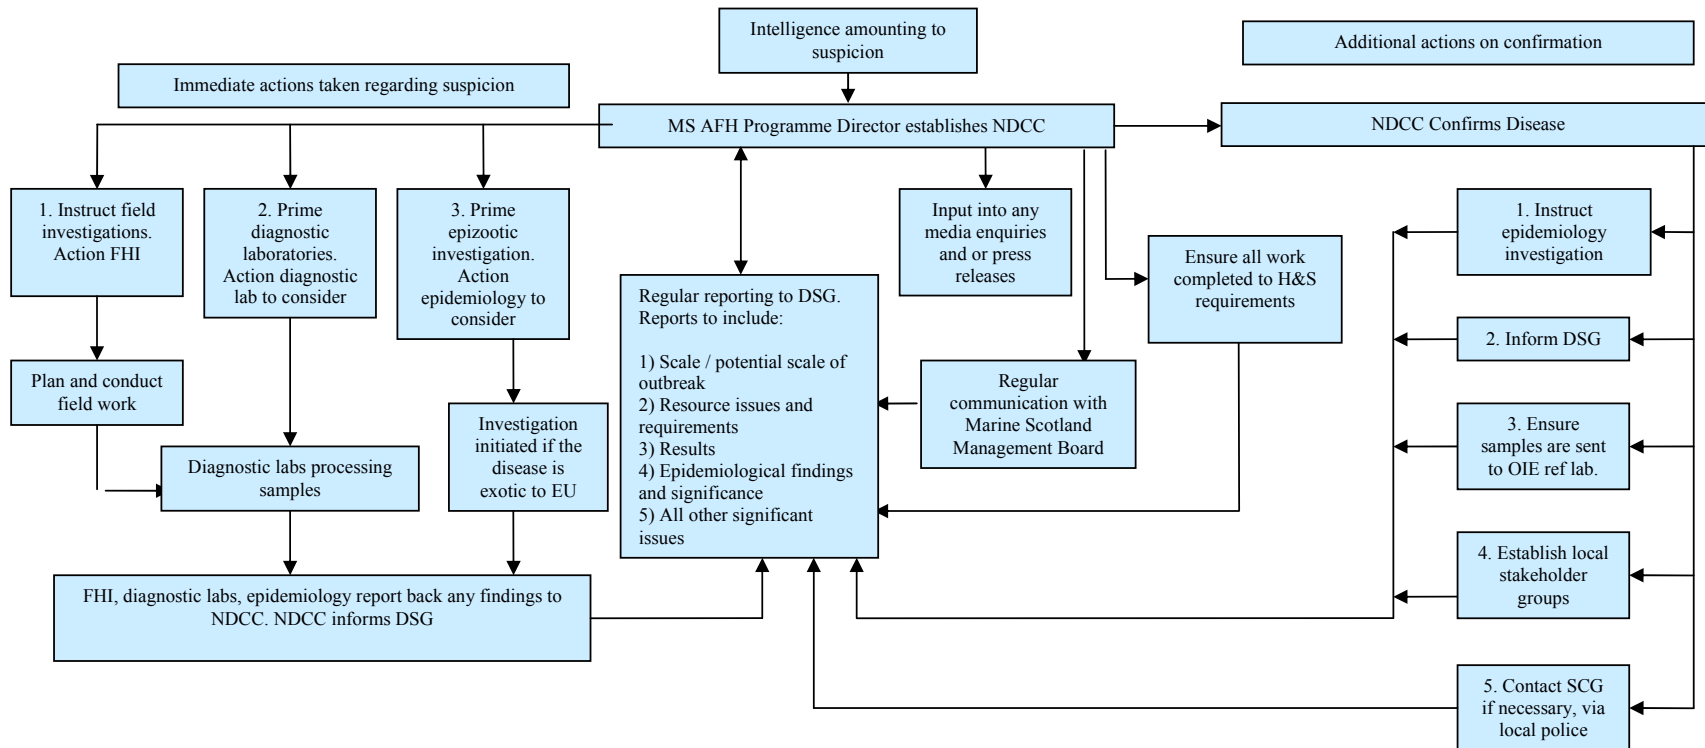 Intelligence amounting to
suspicion
Additional actions on confirmation
Immediate actions taken regarding suspicion
MS AFH Programme Director establishes NDCC
NDCC Confirms Disease
1. Instruct field
investigations.
Action FHI
2. Prime
diagnostic
laboratories.
Action diagnostic
lab to consider
3. Prime
epizootic
investigation.
Action
epidemiology to
consider
Input into any
media enquiries
and or press
releases
Ensure all work
completed to H&S
requirements
1. Instruct
epidemiology
investigation
Regular reporting to DSG.
Reports to include:
1) Scale / potential scale of
outbreak
2) Resource issues and
requirements
3) Results
4) Epidemiological findings
and significance
5) All other significant
issues
2. Inform DSG
Plan and conduct
field work
Regular
communication with
Marine Scotland
Management Board
Investigation
initiated if the
disease is
exotic to EU
3. Ensure
samples are sent
to OIE ref lab.
Diagnostic labs processing
samples
4. Establish local
stakeholder
groups
FHI, diagnostic labs, epidemiology report back any findings to
NDCC. NDCC informs DSG
5. Contact SCG
if necessary, via
local police